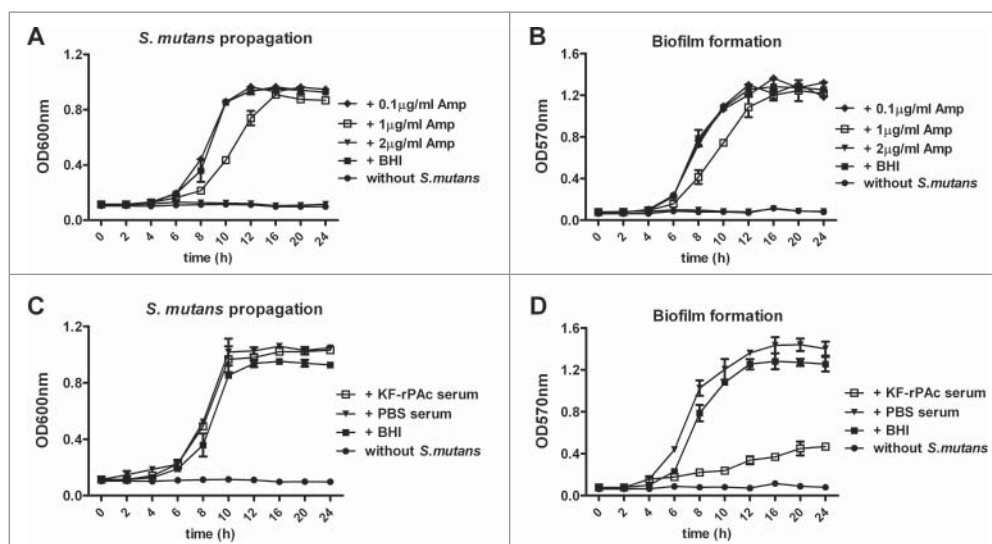 A
S. mutans propagation
OD600nm
1.2
0.9
0.6
0.3
0.0
0 2 4 6 8 10 12 16 20 24
time (h)
+ 0.1µg/ml Amp
+ 1µg/ml Amp
+ 2µg/ml Amp
+ BHI
without S.mutans
B
Biofilm formation
OD570nm
1.6
1.2
0.8
0.4
0.0
0 2 4 6 8 10 12 16 20 24
time (h)
+ 0.1µg/ml Amp
+ 1µg/ml Amp
+ 2µg/ml Amp
+ BHI
without S.mutans
C
S. mutans propagation
OD600nm
1.2
0.8
0.4
0.0
0 2 4 6 8 10 12 16 20 24
time (h)
+ KF-rPAc serum
+ PBS serum
+ BHI
without S.mutans
D
Biofilm formation
OD570nm
1.6
1.2
0.8
0.4
0.0
0 2 4 6 8 10 12 16 20 24
time (h)
+ KF-rPAc serum
+ PBS serum
+ BHI
without S.mutans